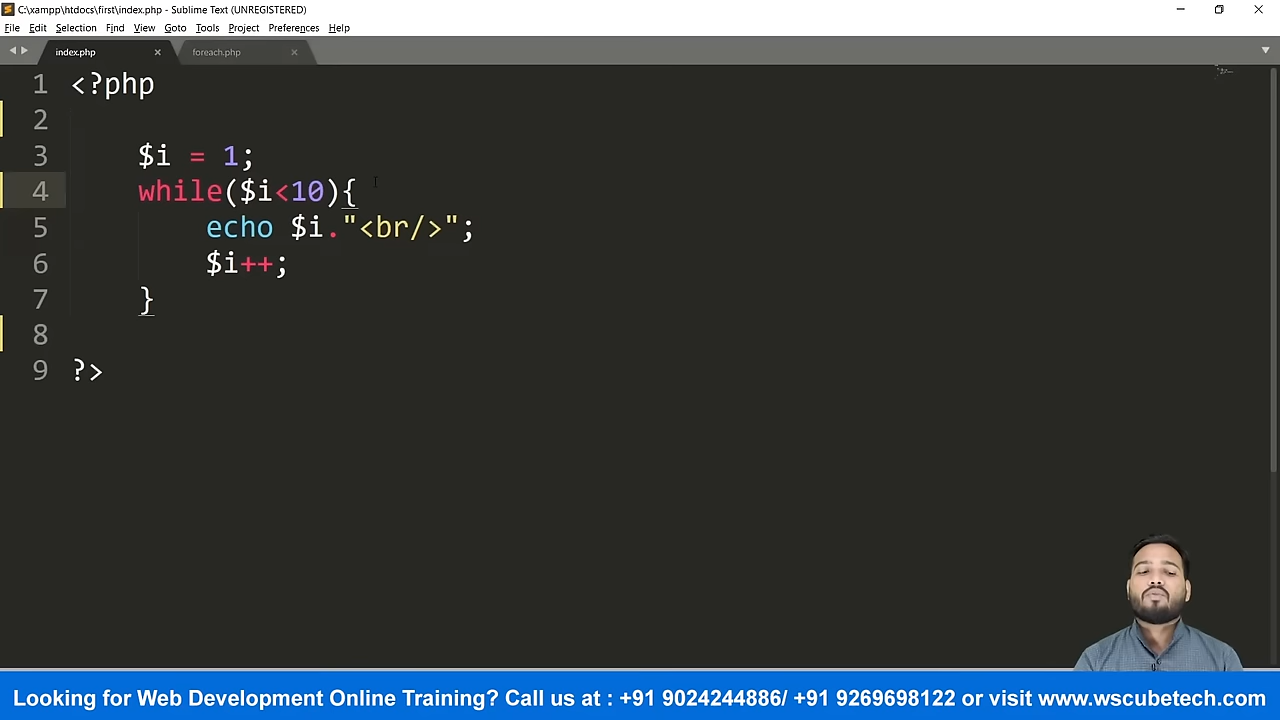 C:\xampp\htdocs\first\index.php - Sublime Text (UNREGISTERED)
File Edit Selection Find View Goto Tools Project Preferences Help
index.php × foreach.php ×
1 <?php
2
3 $i = 1;
4 while($i<10){
5 echo $i."<br/>";
6 $i++;
7 }
8
9 ?>
Looking for Web Development Online Training? Call us at : +91 9024244886/ +91 9269698122 or visit www.wscubetech.com